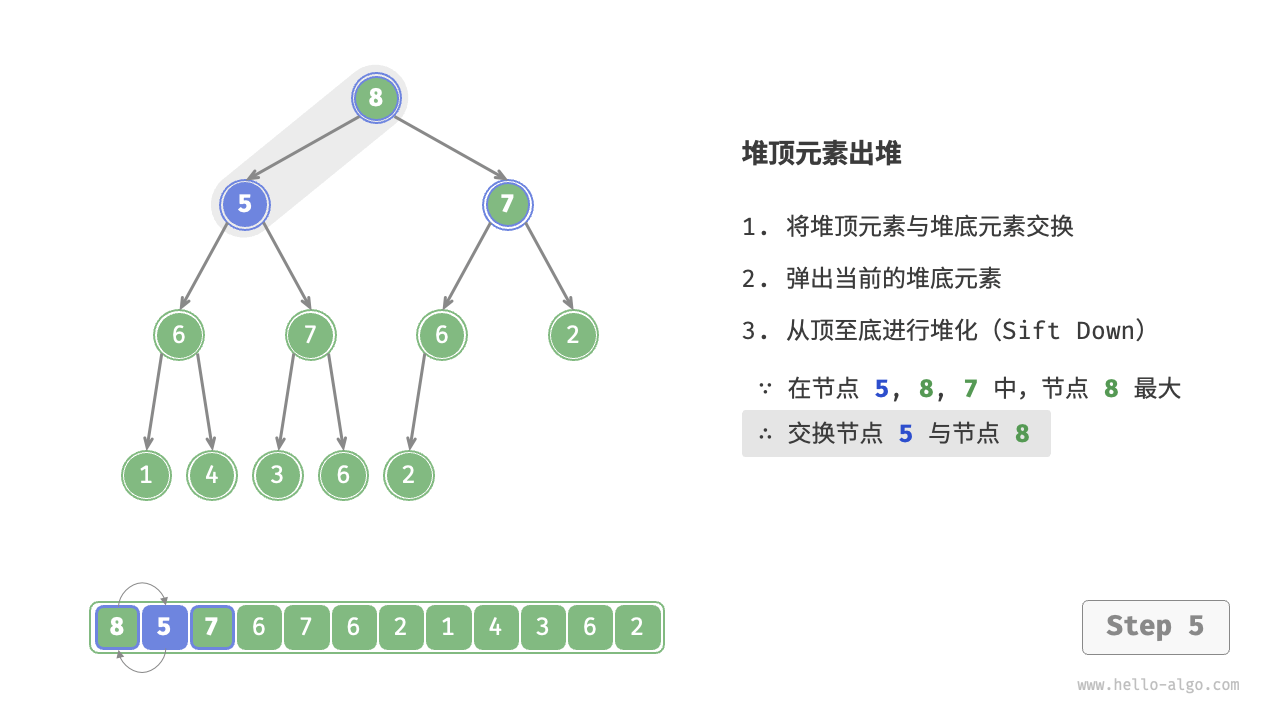 8
5 7
6 7 6 2
1 4 3 6 2
8 5 7 6 7 6 2 1 4 3 6 2
堆顶元素出堆
1. 将堆顶元素与堆底元素交换
2. 弹出当前的堆底元素
3. 从顶至底进行堆化（Sift Down）
∵ 在节点 5, 8, 7 中，节点 8 最大
∴ 交换节点 5 与节点 8
Step 5
www.hello-algo.com